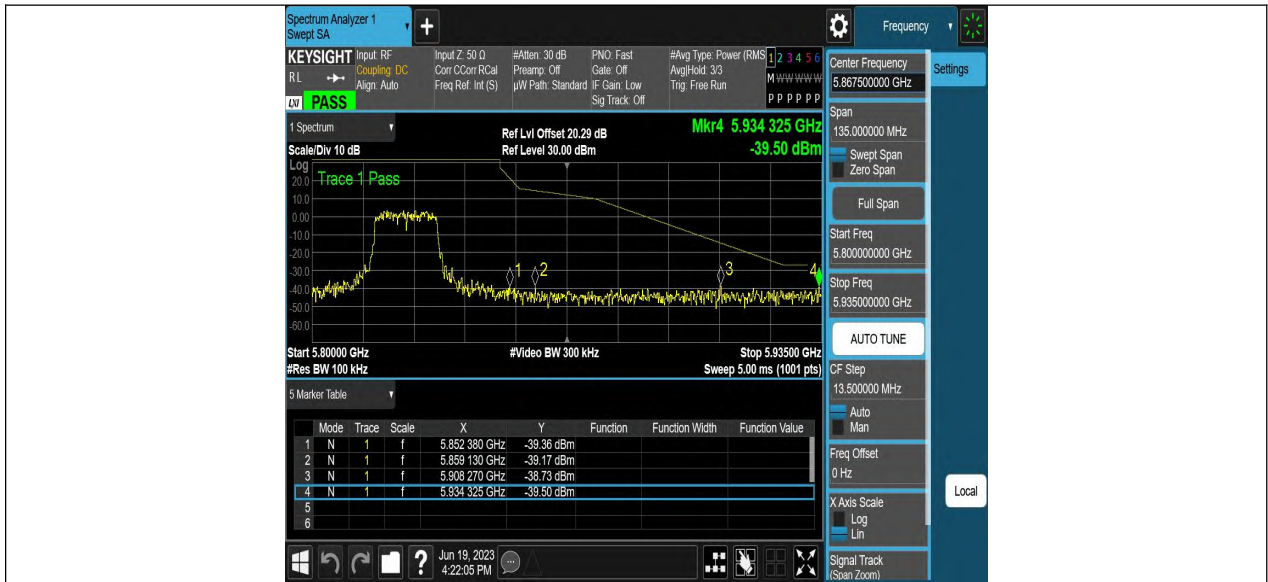 Spectrum Analyzer 1
Swept SA
+
Frequency
KEYSIGHT
RL
LXI PASS
Input: RF
Coupling: DC
Align: Auto
Input Z: 50 Ω
Corr CCorr RCal
Freq Ref: Int (S)
#Atten: 30 dB
Preamp: Off
µW Path: Standard
PNO: Fast
Gate: Off
IF Gain: Low
Sig Track: Off
#Avg Type: Power (RMS
Avg|Hold: 3/3
Trig: Free Run
1 2 3 4 5 6
M W W W W W
P P P P P P
1 Spectrum
Scale/Div 10 dB
Ref Lvl Offset 20.29 dB
Ref Level 30.00 dBm
Mkr4 5.934 325 GHz
-39.50 dBm
Log
Trace 1 Pass
20.0
10.0
0.00
-10.0
-20.0
-30.0
-40.0
-50.0
-60.0
1
2
3
4
Start 5.80000 GHz
#Res BW 100 kHz
#Video BW 300 kHz
Stop 5.93500 GHz
Sweep 5.00 ms (1001 pts)
5 Marker Table
Mode Trace Scale X Y Function Function Width Function Value
1 N 1 f 5.852 380 GHz -39.36 dBm
2 N 1 f 5.859 130 GHz -39.17 dBm
3 N 1 f 5.908 270 GHz -38.73 dBm
4 N 1 f 5.934 325 GHz -39.50 dBm
5
6
?
Jun 19, 2023
4:22:05 PM
Center Frequency
5.867500000 GHz
Settings
Span
135.000000 MHz
Swept Span
Zero Span
Full Span
Start Freq
5.800000000 GHz
Stop Freq
5.935000000 GHz
AUTO TUNE
CF Step
13.500000 MHz
Auto
Man
Freq Offset
0 Hz
X Axis Scale
Log
Lin
Local
Signal Track
(Span Zoom)